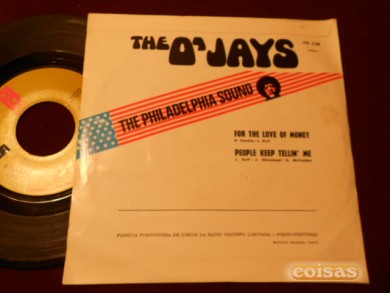 THE O'JAYS
THE PHILADELPHIA SOUND
FOR THE LOVE OF MONEY
PEOPLE KEEP TELLIN' ME
FABRICA PORTUGUESA DE DISCOS DA RADIO TRIUNFO, LIMITADA - PORTO-PORTUGAL
coisas